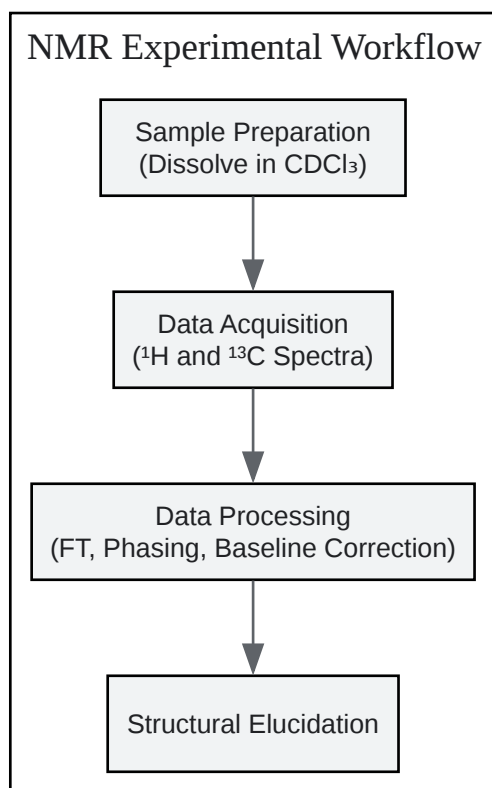 NMR Experimental Workflow
Sample Preparation
(Dissolve in CDCl₃)
Data Acquisition
(¹H and ¹³C Spectra)
Data Processing
(FT, Phasing, Baseline Correction)
Structural Elucidation